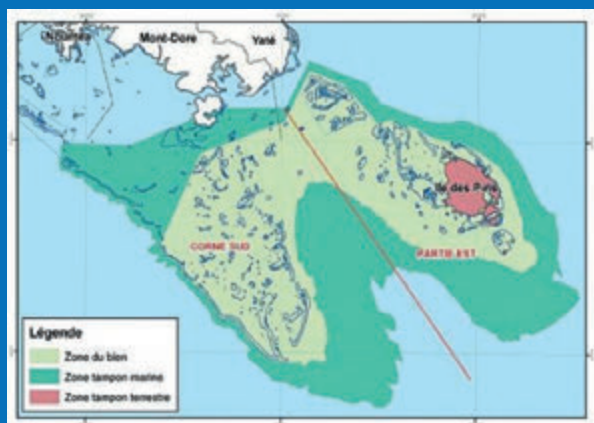 Nouméa
Mont-Dore
Yaté
Ile des Pins
CORNE SUD
PARTIE EST
Légende
Zone du bien
Zone tampon marine
Zone tampon terrestre